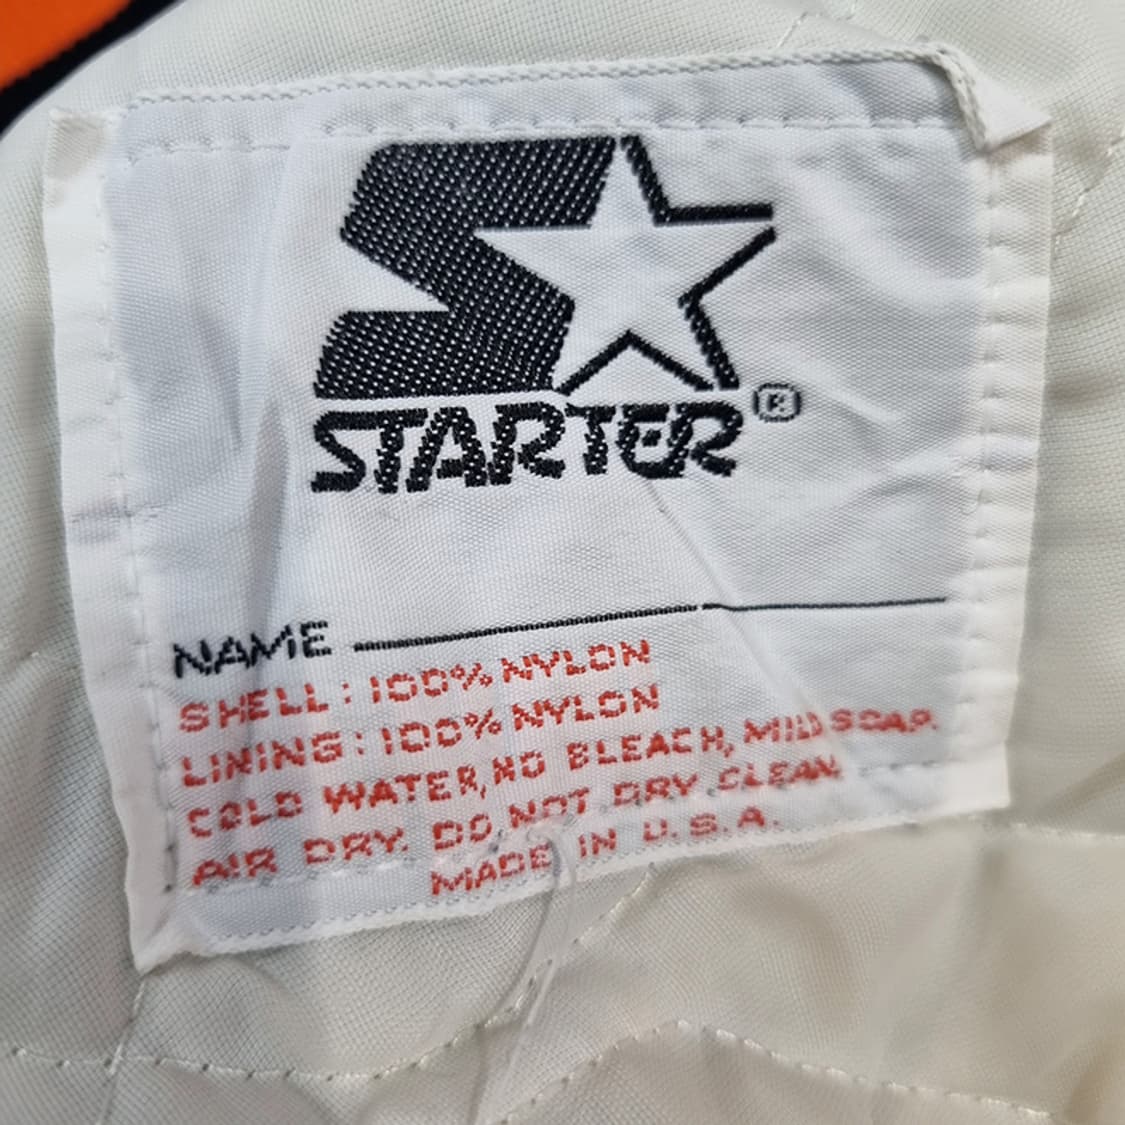 STARTER®
NAME
SHELL: 100% NYLON
LINING: 100% NYLON
COLD WATER, NO BLEACH, MILD SOAP.
AIR DRY. DO NOT DRY CLEAN.
MADE IN U.S.A.